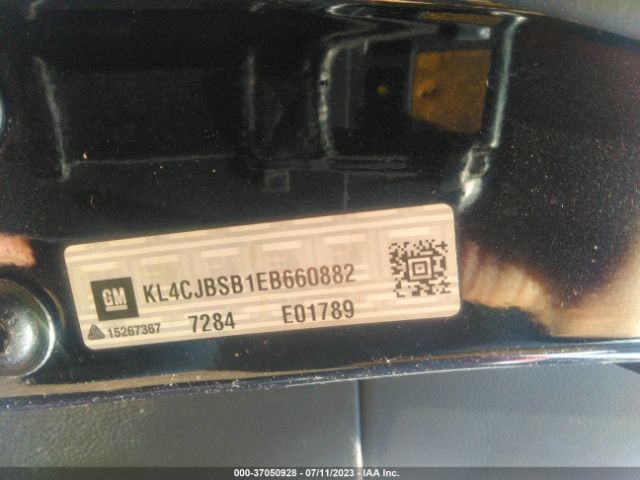 GM
KL4CJBSB1EB660882
15267367
7284 E01789
000-37050928 - 07/11/2023 - IAA Inc.